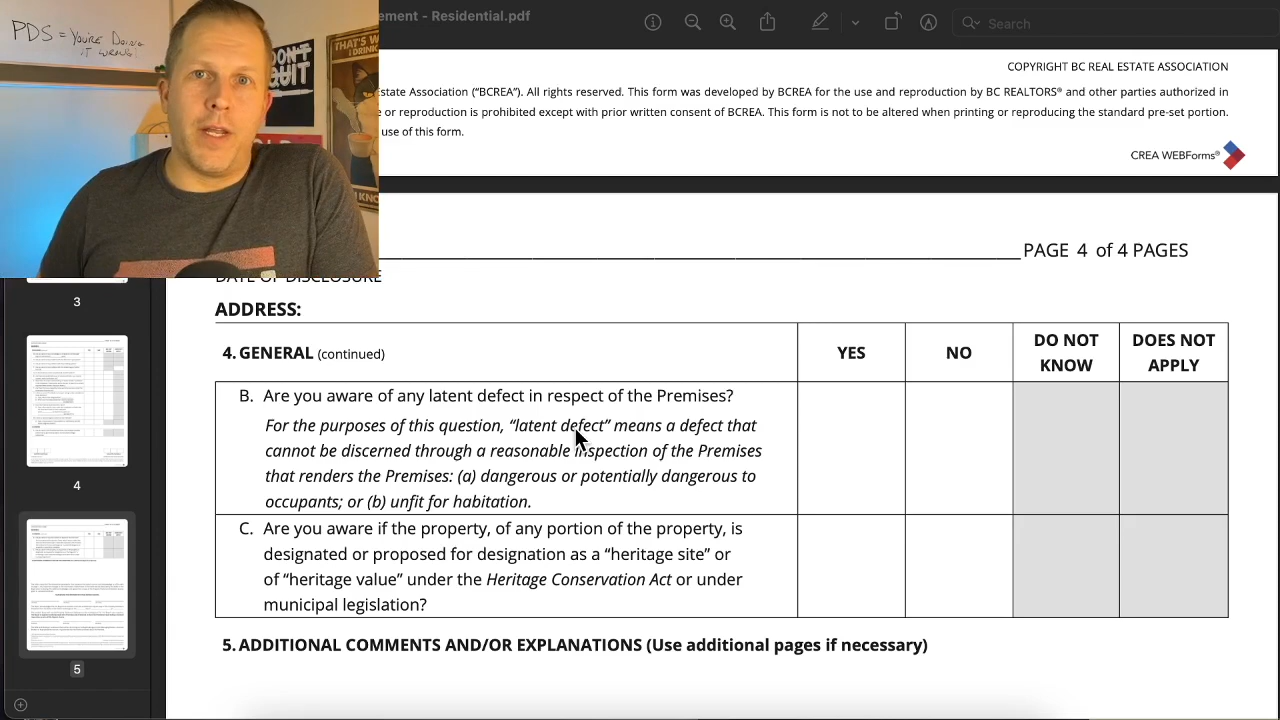 PDS = YOU'RE DOING
IT WRONG!
DON'T
QUIT
THAT'S W
I DRINK
KNO
ement - Residential.pdf
Search
COPYRIGHT BC REAL ESTATE ASSOCIATION
Estate Association (“BCREA”). All rights reserved. This form was developed by BCREA for the use and reproduction by BC REALTORS® and other parties authorized in
e or reproduction is prohibited except with prior written consent of BCREA. This form is not to be altered when printing or reproducing the standard pre-set portion.
use of this form.
CREA WEBForms®
PAGE 4 of 4 PAGES
DATE OF DISCLOSURE
ADDRESS:
4. GENERAL (continued) YES NO DO NOT KNOW DOES NOT APPLY
B. Are you aware of any latent defect in respect of the Premises?
For the purposes of this question, “latent defect” means a defect that
cannot be discerned through a reasonable inspection of the Premises
that renders the Premises: (a) dangerous or potentially dangerous to
occupants; or (b) unfit for habitation.
C. Are you aware if the property, of any portion of the property, is
designated or proposed for designation as a “heritage site” or
of “heritage value” under the Heritage Conservation Act or under
municipal legislation?
5. ADDITIONAL COMMENTS AND/OR EXPLANATIONS (Use additional pages if necessary)
3
4
5